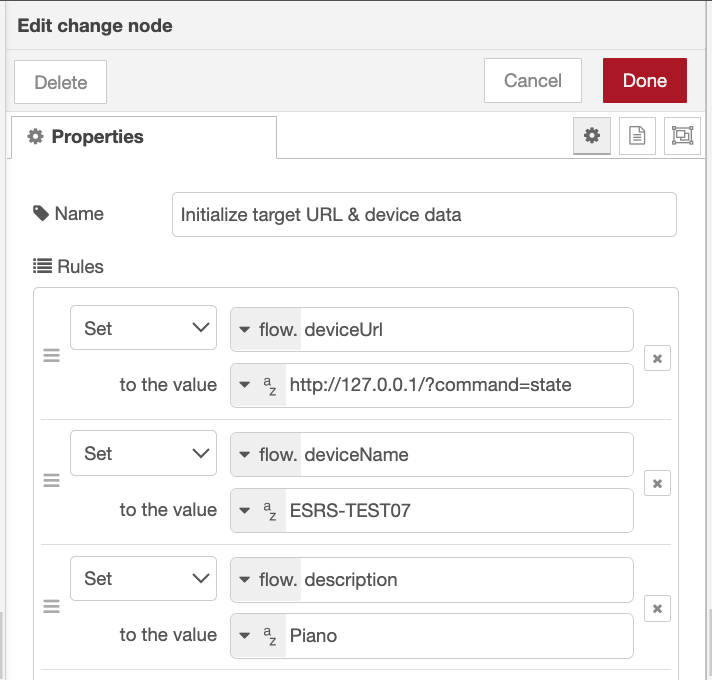 Edit change node
Delete
Cancel
Done
Properties
Name
Initialize target URL & device data
Rules
Set
flow. deviceUrl
to the value
az http://127.0.0.1/?command=state
Set
flow. deviceName
to the value
az ESRS-TEST07
Set
flow. description
to the value
az Piano